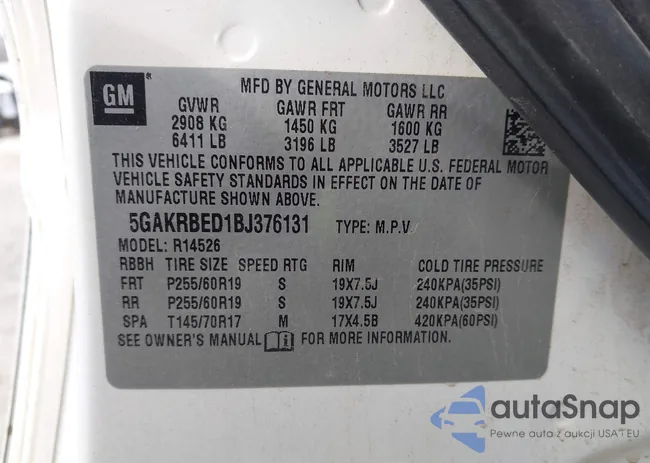 MFD BY GENERAL MOTORS LLC
GM
GVWR GAWR FRT GAWR RR
2908 KG 1450 KG 1600 KG
6411 LB 3196 LB 3527 LB
THIS VEHICLE CONFORMS TO ALL APPLICABLE U.S. FEDERAL MOTOR
VEHICLE SAFETY STANDARDS IN EFFECT ON THE DATE OF
MANUFACTURE SHOWN ABOVE.
5GAKRBED1BJ376131 TYPE: M.P.V
MODEL: R14526
RBBH TIRE SIZE SPEED RTG RIM COLD TIRE PRESSURE
FRT P255/60R19 S 19X7.5J 240KPA(35PSI)
RR P255/60R19 S 19X7.5J 240KPA(35PSI)
SPA T145/70R17 M 17X4.5B 420KPA(60PSI)
SEE OWNER'S MANUAL FOR MORE INFORMATION
autoSnap
Pewne auta z aukcji USA i EU